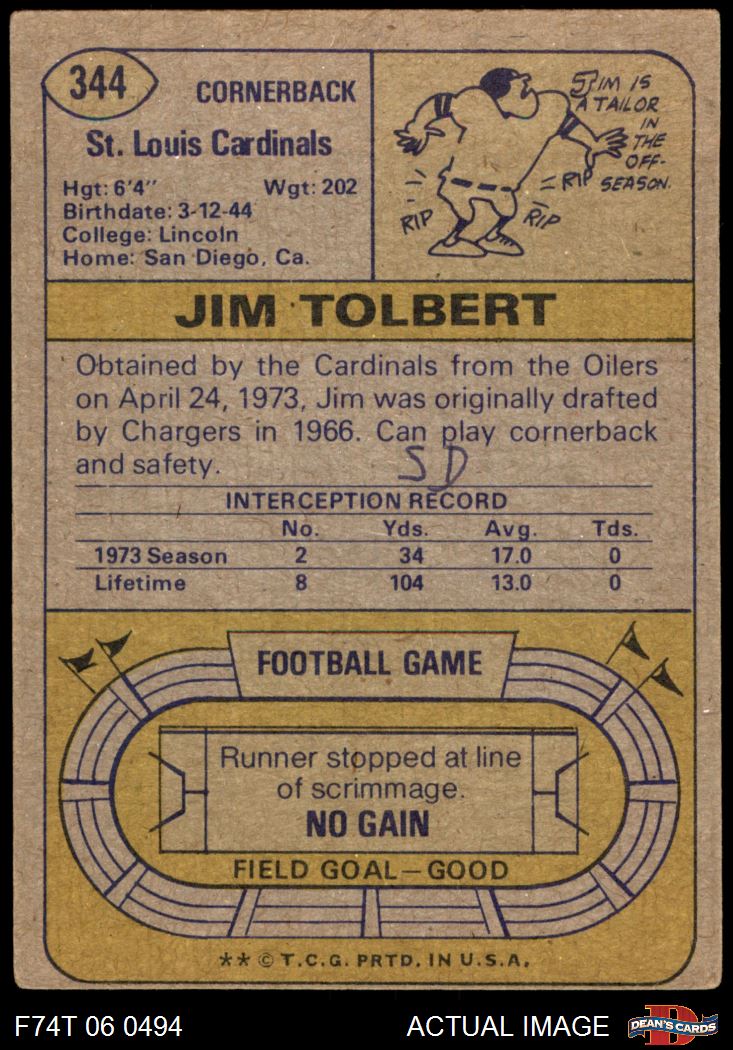 344
CORNERBACK
St. Louis Cardinals
Hgt: 6'4" Wgt: 202
Birthdate: 3-12-44
College: Lincoln
Home: San Diego, Ca.
JIM IS
A TAILOR
IN
THE
OFF-
SEASON.
RIP
RIP
RIP
JIM TOLBERT
Obtained by the Cardinals from the Oilers
on April 24, 1973, Jim was originally drafted
by Chargers in 1966. Can play cornerback
and safety.
SD
INTERCEPTION RECORD
No. Yds. Avg. Tds.
1973 Season 2 34 17.0 0
Lifetime 8 104 13.0 0
FOOTBALL GAME
Runner stopped at line
of scrimmage.
NO GAIN
FIELD GOAL—GOOD
** © T.C.G. PRTD. IN U.S.A.
F74T 06 0494 ACTUAL IMAGE
D
DEAN'S CARDS